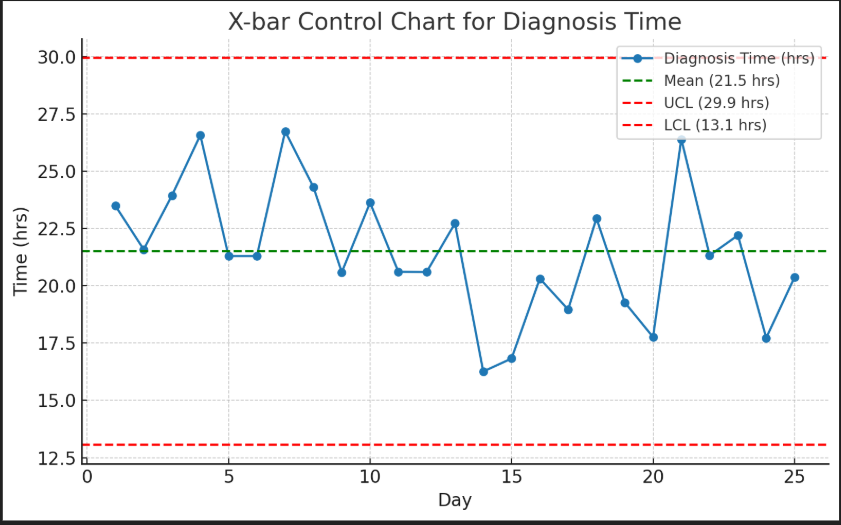 X-bar Control Chart for Diagnosis Time
Diagnosis Time (hrs)
Mean (21.5 hrs)
UCL (29.9 hrs)
LCL (13.1 hrs)
Time (hrs)
30.0
27.5
25.0
22.5
20.0
17.5
15.0
12.5
0 5 10 15 20 25
Day